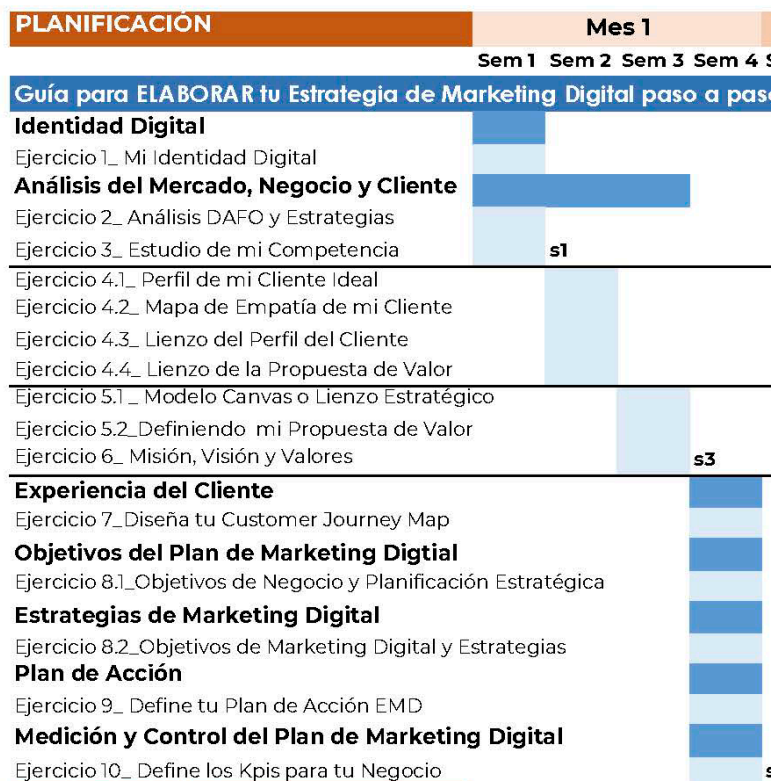 PLANIFICACIÓN Mes 1
Sem 1 Sem 2 Sem 3 Sem 4 S
Guía para ELABORAR tu Estrategia de Marketing Digital paso a paso
Identidad Digital
Ejercicio 1_ Mi Identidad Digital
Análisis del Mercado, Negocio y Cliente
Ejercicio 2_ Análisis DAFO y Estrategias
Ejercicio 3_ Estudio de mi Competencia s1
Ejercicio 4.1_ Perfil de mi Cliente Ideal
Ejercicio 4.2_ Mapa de Empatía de mi Cliente
Ejercicio 4.3_ Lienzo del Perfil del Cliente
Ejercicio 4.4_ Lienzo de la Propuesta de Valor
Ejercicio 5.1_ Modelo Canvas o Lienzo Estratégico
Ejercicio 5.2_Definiendo mi Propuesta de Valor
Ejercicio 6_ Misión, Visión y Valores s3
Experiencia del Cliente
Ejercicio 7_Diseña tu Customer Journey Map
Objetivos del Plan de Marketing Digtial
Ejercicio 8.1_Objetivos de Negocio y Planificación Estratégica
Estrategias de Marketing Digital
Ejercicio 8.2_Objetivos de Marketing Digital y Estrategias
Plan de Acción
Ejercicio 9_ Define tu Plan de Acción EMD
Medición y Control del Plan de Marketing Digital
Ejercicio 10_ Define los Kpis para tu Negocio s